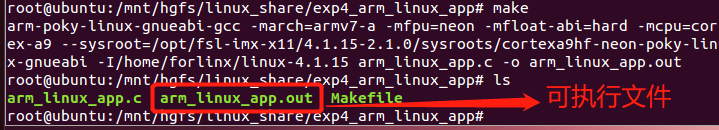 root@ubuntu:/mnt/hgfs/linux_share/exp4_arm_linux_app# make
arm-poky-linux-gnueabi-gcc -march=armv7-a -mfpu=neon -mfloat-abi=hard -mcpu=cor
ex-a9 --sysroot=/opt/fsl-imx-x11/4.1.15-2.1.0/sysroots/cortexa9hf-neon-poky-lin
x-gnueabi -I/home/forlinx/linux-4.1.15 arm_linux_app.c -o arm_linux_app.out
root@ubuntu:/mnt/hgfs/linux_share/exp4_arm_linux_app# ls
arm_linux_app.c arm_linux_app.out Makefile 可执行文件
root@ubuntu:/mnt/hgfs/linux_share/exp4_arm_linux_app#